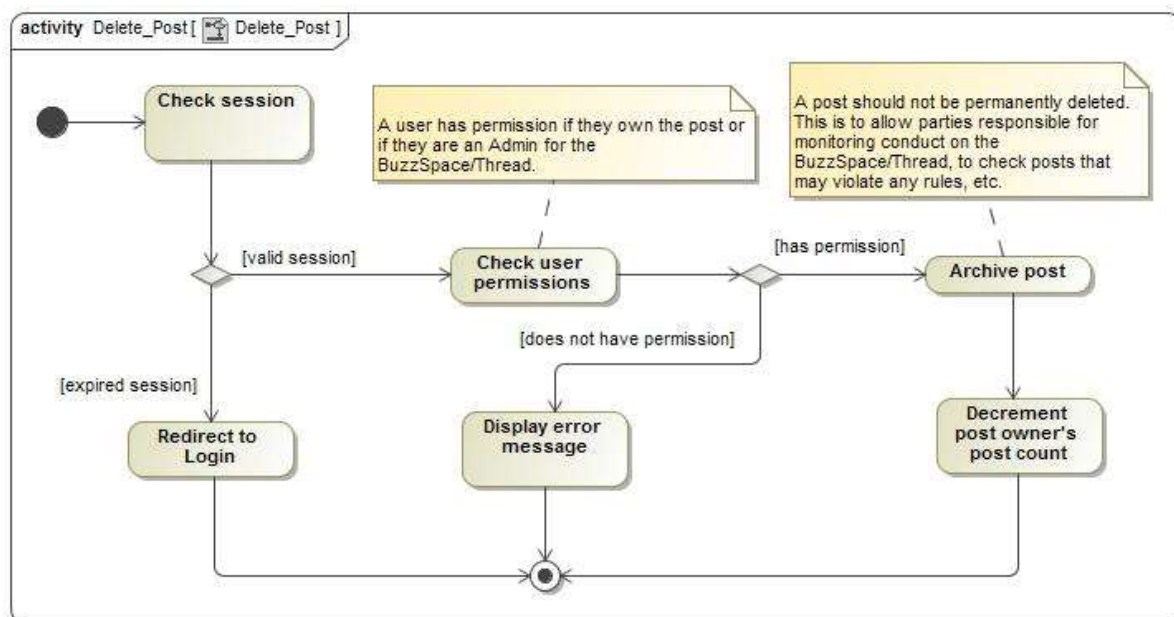 activity Delete_Post [ Delete_Post ]
Check session
A user has permission if they own the post or
if they are an Admin for the
BuzzSpace/Thread.
A post should not be permanently deleted.
This is to allow parties responsible for
monitoring conduct on the
BuzzSpace/Thread, to check posts that
may violate any rules, etc.
[valid session]
Check user
permissions
[has permission]
Archive post
[does not have permission]
[expired session]
Redirect to
Login
Display error
message
Decrement
post owner's
post count